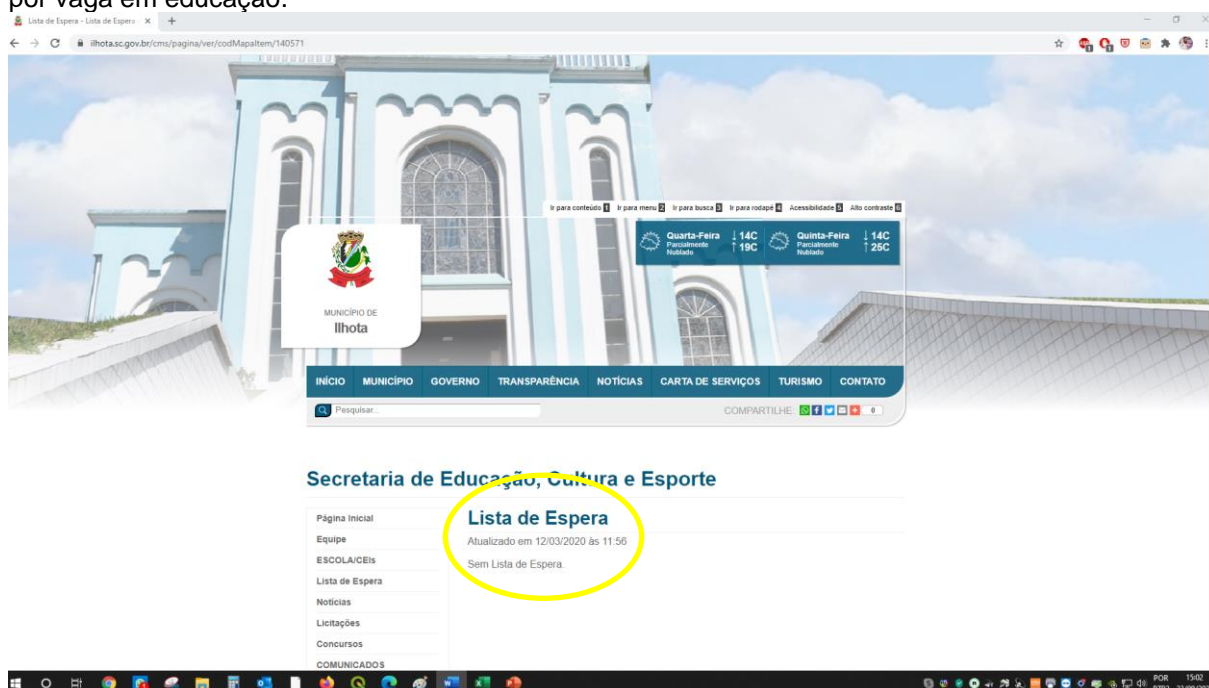 por vaga em educação.
Lista de Espera - Lista de Espera
ilhota.sc.gov.br/cms/pagina/ver/codMapaItem/140571
Ir para conteúdo 1 Ir para menu 2 Ir para busca 3 Ir para rodapé 4 Acessibilidade 5 Alto contraste 6
Quarta-Feira ↓ 14C
Parcialmente Nublado ↑ 19C
Quinta-Feira ↓ 14C
Parcialmente Nublado ↑ 25C
MUNICÍPIO DE
Ilhota
INÍCIO MUNICÍPIO GOVERNO TRANSPARÊNCIA NOTÍCIAS CARTA DE SERVIÇOS TURISMO CONTATO
Pesquisar...
COMPARTILHE: 0
Secretaria de Educação, Cultura e Esporte
Página Inicial
Equipe
ESCOLA/CEIs
Lista de Espera
Notícias
Licitações
Concursos
COMUNICADOS
Lista de Espera
Atualizado em 12/03/2020 às 11:56
Sem Lista de Espera.
POR 15:02